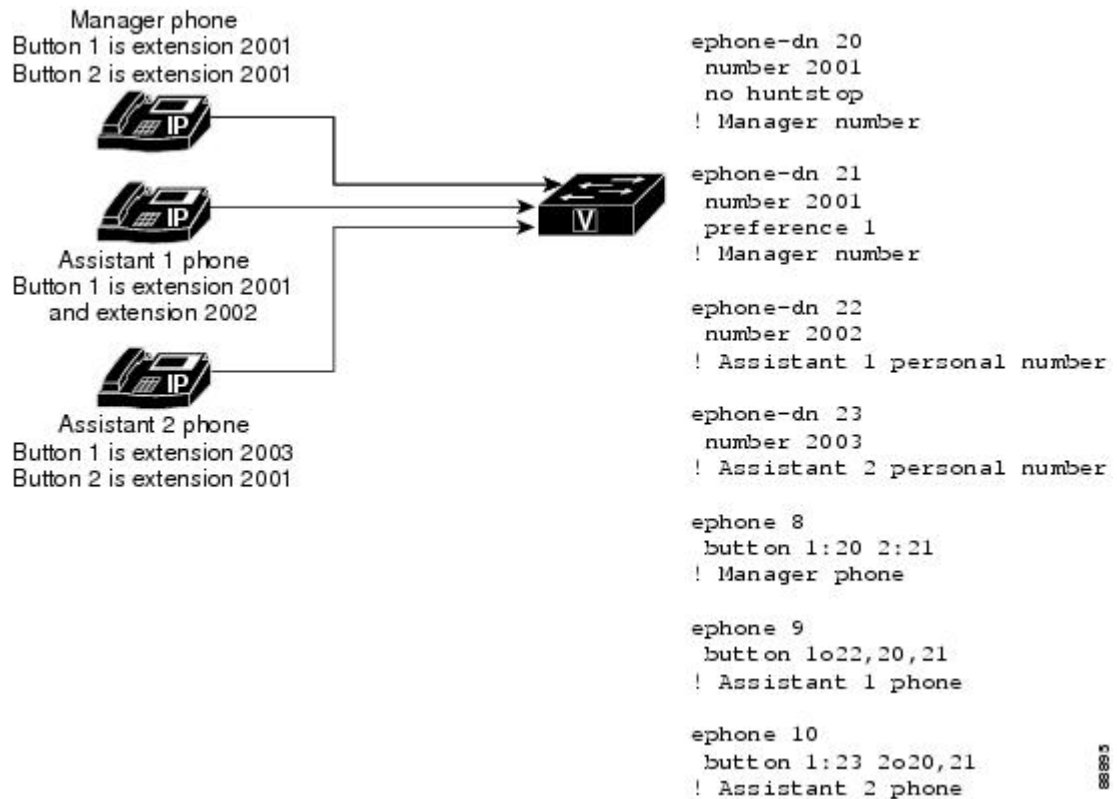 Manager phone
Button 1 is extension 2001
Button 2 is extension 2001
IP
IP
Assistant 1 phone
Button 1 is extension 2001
and extension 2002
IP
Assistant 2 phone
Button 1 is extension 2003
Button 2 is extension 2001
V
ephone-dn 20
number 2001
no huntstop
! Manager number
ephone-dn 21
number 2001
preference 1
! Manager number
ephone-dn 22
number 2002
! Assistant 1 personal number
ephone-dn 23
number 2003
! Assistant 2 personal number
ephone 8
button 1:20 2:21
! Manager phone
ephone 9
button 1o22,20,21
! Assistant 1 phone
ephone 10
button 1:23 2o20,21
! Assistant 2 phone
88895